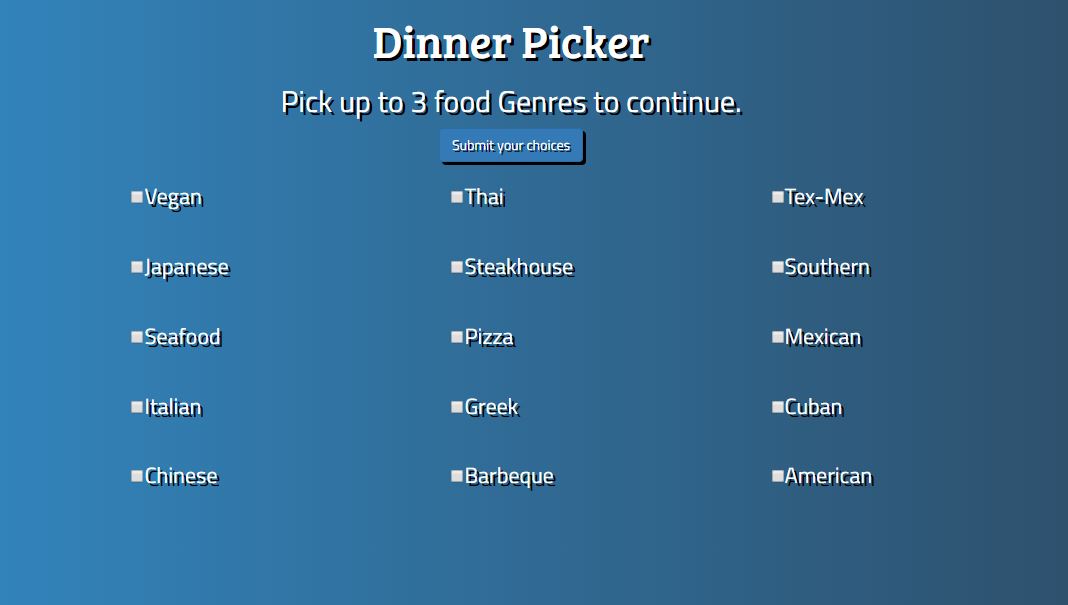 Dinner Picker
Pick up to 3 food Genres to continue.
Submit your choices
Vegan Thai Tex-Mex
Japanese Steakhouse Southern
Seafood Pizza Mexican
Italian Greek Cuban
Chinese Barbeque American